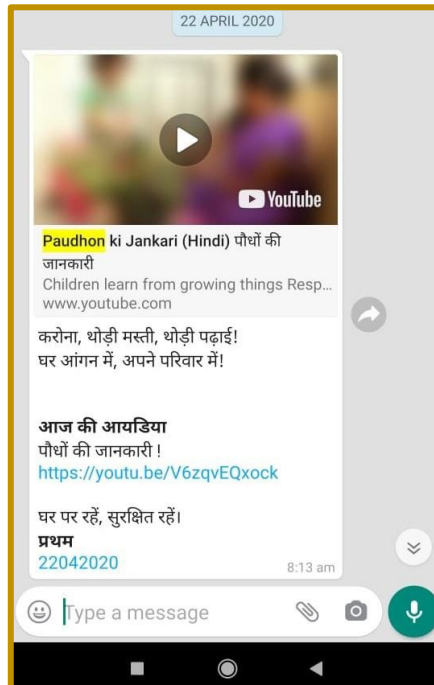 22 APRIL 2020
YouTube
Paudhon ki Jankari (Hindi) पौधों की
जानकारी
Children learn from growing things Resp...
www.youtube.com
करोना, थोड़ी मस्ती, थोड़ी पढ़ाई!
घर आंगन में, अपने परिवार में!
आज की आयडिया
पौधों की जानकारी !
https://youtu.be/V6zqvEQxock
घर पर रहें, सुरक्षित रहें।
प्रथम
22042020
8:13 am
Type a message